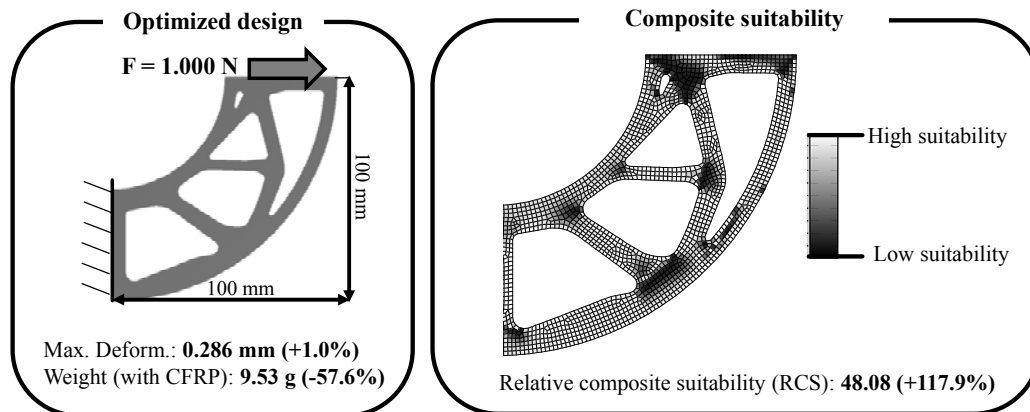 Optimized design
F = 1.000 N
100 mm
100 mm
Max. Deform.: 0.286 mm (+1.0%)
Weight (with CFRP): 9.53 g (-57.6%)
Composite suitability
High suitability
Low suitability
Relative composite suitability (RCS): 48.08 (+117.9%)